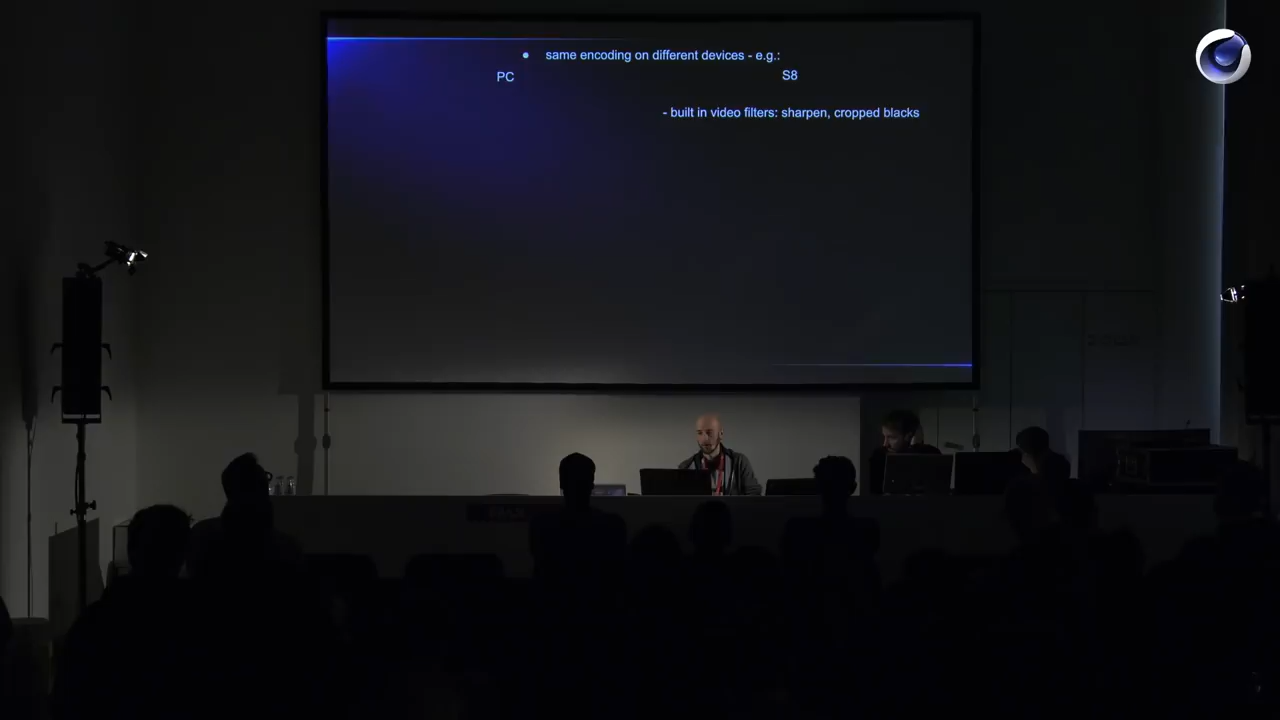 same encoding on different devices - e.g.:
PC
S8
- built in video filters: sharpen, cropped blacks